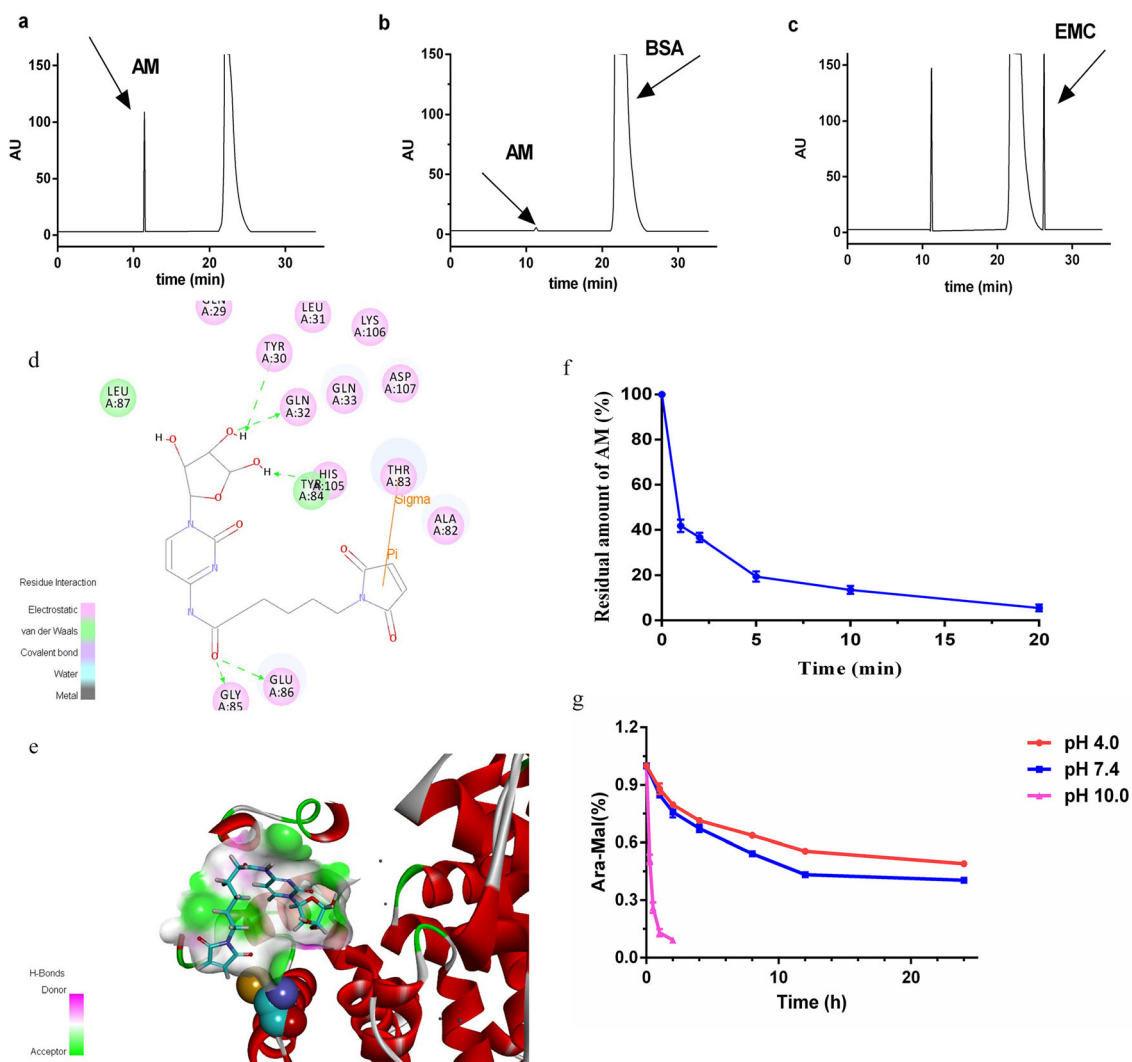 a
AM
AU
150
100
50
0
0 10 20 30
time (min)
b
BSA
AM
AU
150
100
50
0
0 10 20 30
time (min)
c
EMC
AU
150
100
50
0
0 10 20 30
time (min)
d
GLN
A:29
LEU
A:31
LYS
A:106
TYR
A:30
LEU
A:87
GLN
A:32
GLN
A:33
ASP
A:107
HIS
A:105
TYR
A:84
THR
A:83
Sigma
ALA
A:82
Pi
H O
O H
O H
O
N O
N
N
O
N
O
HN
O
GLY
A:85
GLU
A:86
Residue Interaction
Electrostatic
van der Waals
Covalent bond
Water
Metal
e
H-Bonds
Donor
Acceptor
f
Residual amount of AM (%)
100
80
60
40
20
0
0 5 10 15 20
Time (min)
g
Ara-Mal(%)
1.2
0.9
0.6
0.3
0.0
0 10 20
Time (h)
pH 4.0
pH 7.4
pH 10.0